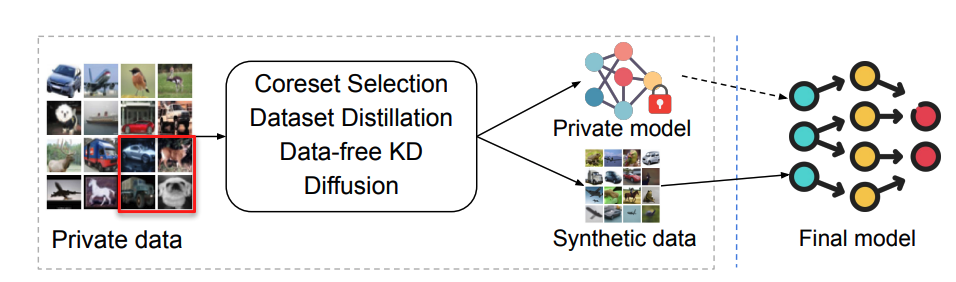 Coreset Selection
Dataset Distillation
Data-free KD
Diffusion
Private data
Private model
Synthetic data
Final model